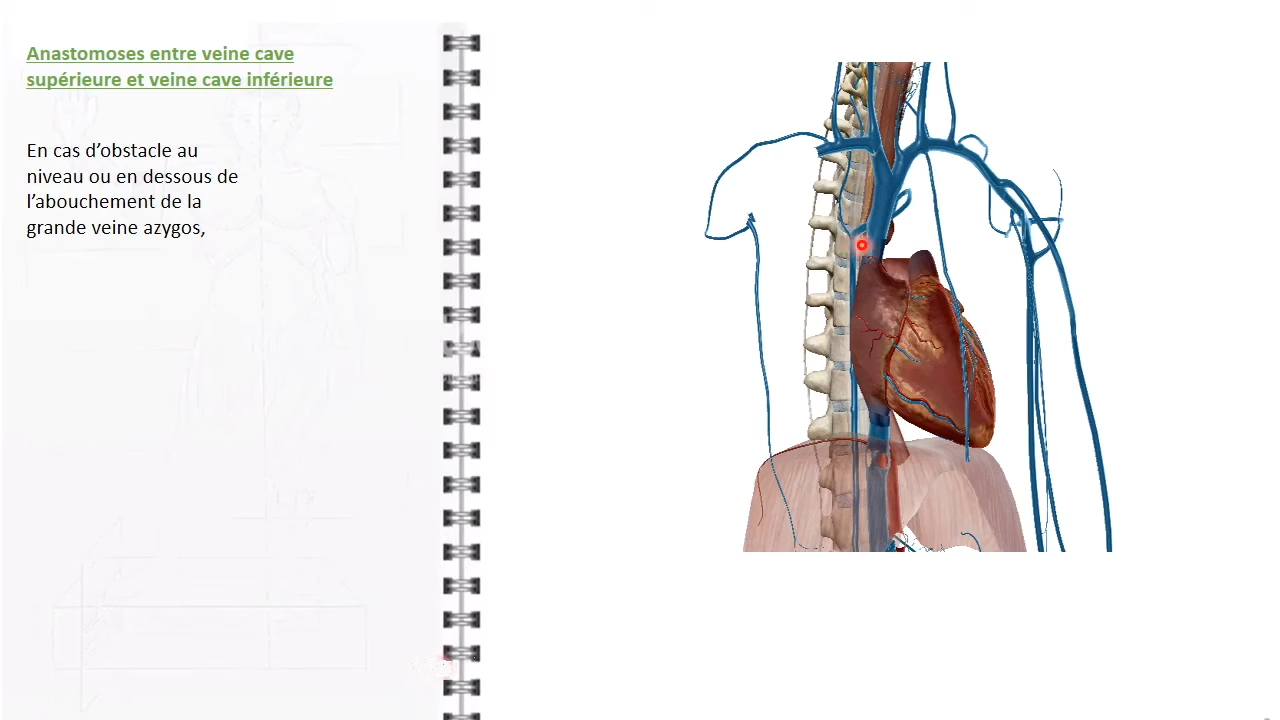 Anastomoses entre veine cave
supérieure et veine cave inférieure
En cas d’obstacle au
niveau ou en dessous de
l’abouchement de la
grande veine azygos,